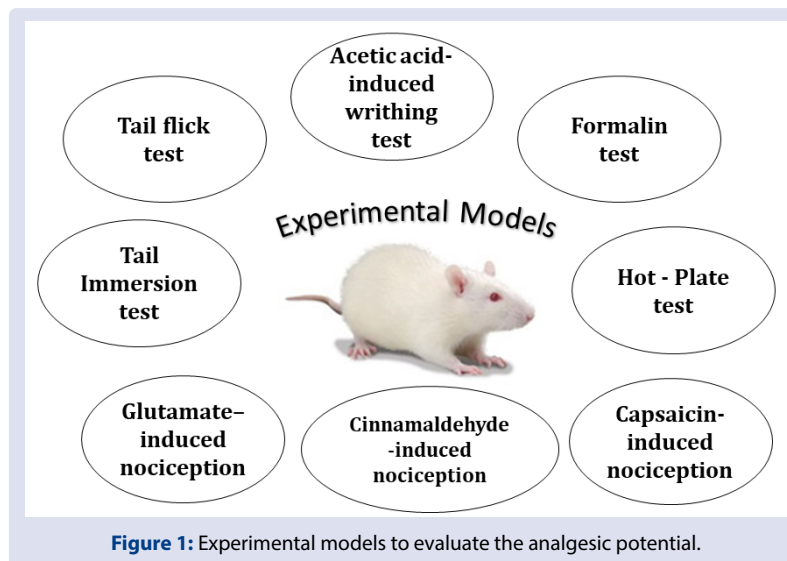 Acetic acid-
induced
writhing
test
Tail flick
test
Formalin
test
Experimental Models
Tail
Immersion
test
Hot - Plate
test
Glutamate–
induced
nociception
Cinnamaldehyde
-induced
nociception
Capsaicin-
induced
nociception
Figure 1: Experimental models to evaluate the analgesic potential.